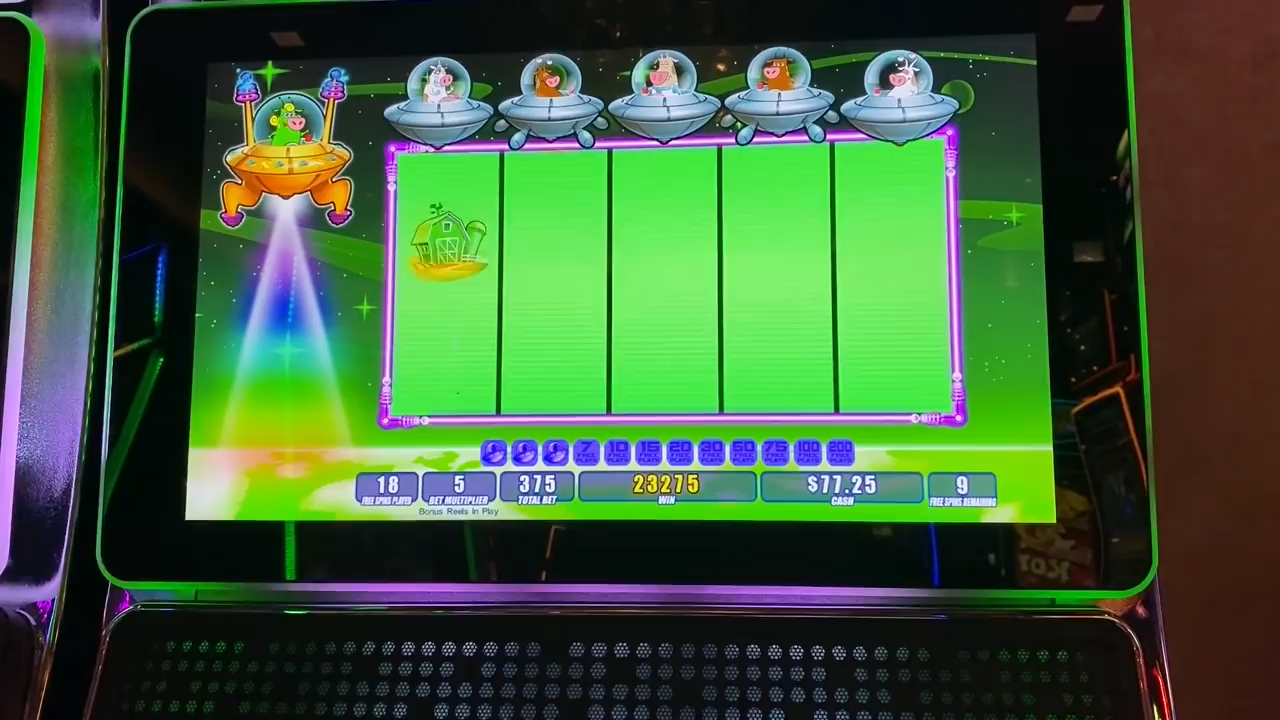 7 FREE PLAYS 10 FREE PLAYS 15 FREE PLAYS 20 FREE PLAYS 30 FREE PLAYS 50 FREE PLAYS 75 FREE PLAYS 100 FREE PLAYS 200 FREE PLAYS
18 5 375 23275 $77.25 9
FREE SPINS PLAYED BET MULTIPLIER TOTAL BET WIN CASH FREE SPINS REMAINING
Bonus Reels In Play